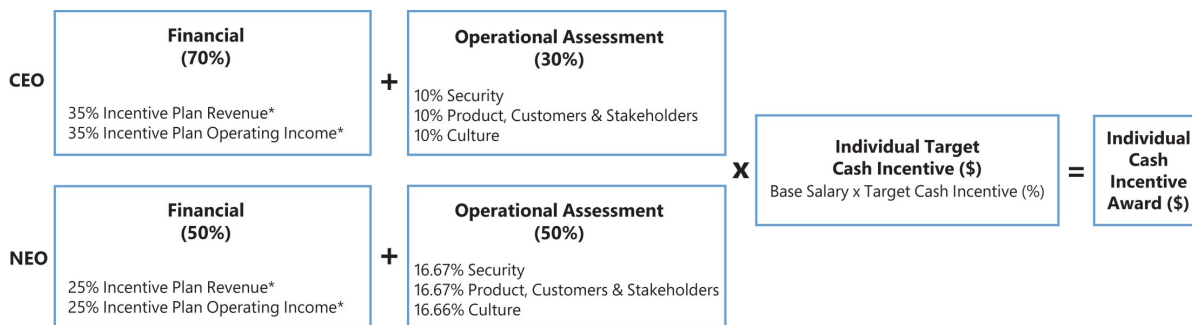 CEO
Financial
(70%)
35% Incentive Plan Revenue*
35% Incentive Plan Operating Income*
+
Operational Assessment
(30%)
10% Security
10% Product, Customers & Stakeholders
10% Culture
NEO
Financial
(50%)
25% Incentive Plan Revenue*
25% Incentive Plan Operating Income*
+
Operational Assessment
(50%)
16.67% Security
16.67% Product, Customers & Stakeholders
16.66% Culture
x
Individual Target
Cash Incentive ($)
Base Salary x Target Cash Incentive (%)
=
Individual
Cash
Incentive
Award ($)